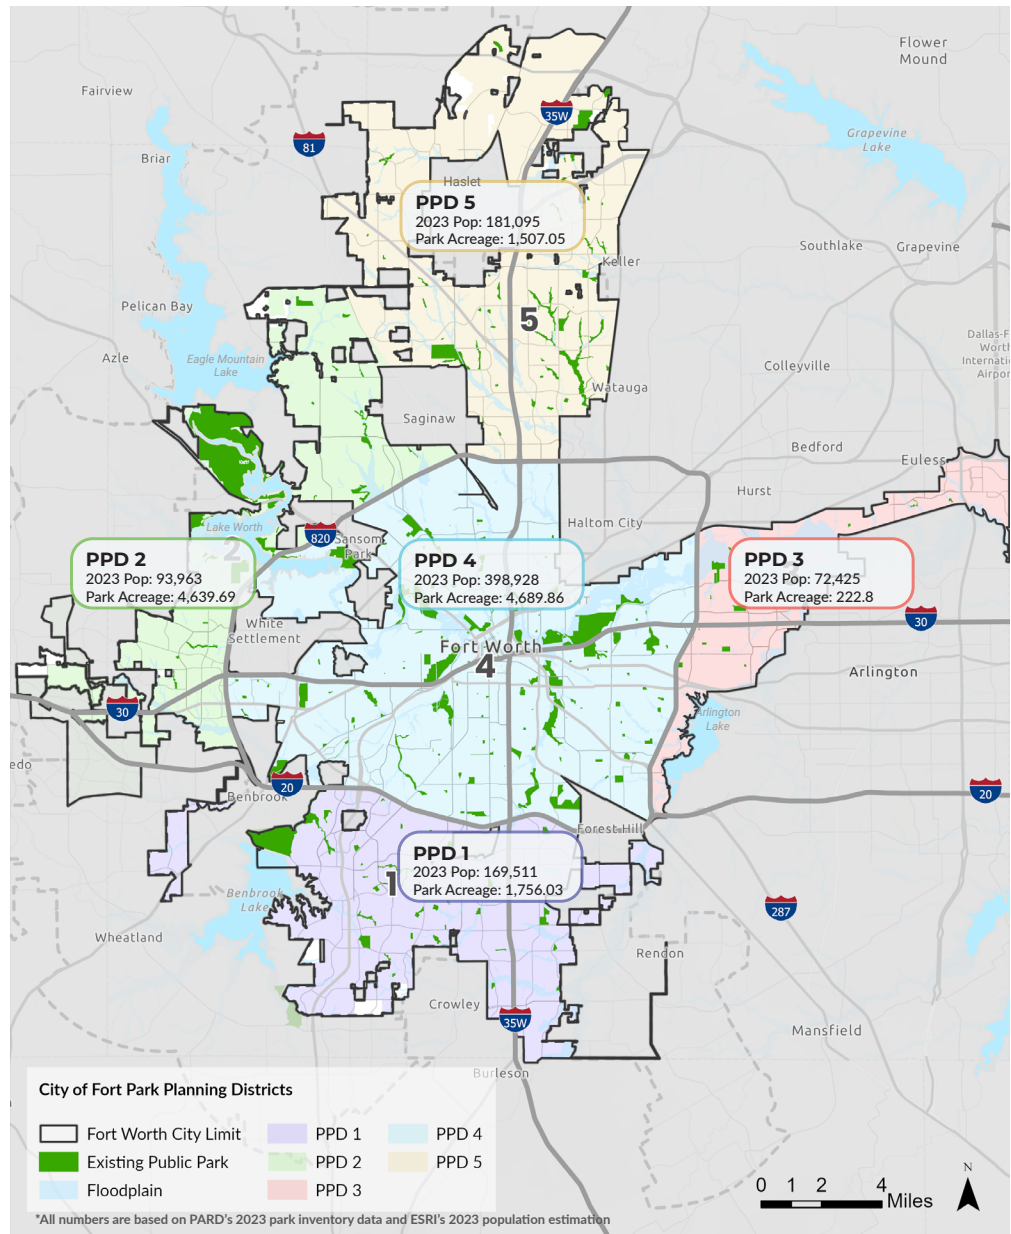 Flower
Mound
Fairview
35W
81
Grapevine
Lake
Briar
Haslet
PPD 5
2023 Pop: 181,095
Park Acreage: 1,507.05
Southlake
Grapevine
Keller
Pelican Bay
5
Dallas-F
Worth
Internati
Airpor
Azle
Eagle Mountain
Lake
Colleyville
Watauga
Saginaw
Bedford
Euless
Hurst
Lake Worth
820
Haltom City
Sansom
Park
2
PPD 2
2023 Pop: 93,963
Park Acreage: 4,639.69
PPD 4
2023 Pop: 398,928
Park Acreage: 4,689.86
PPD 3
2023 Pop: 72,425
Park Acreage: 222.8
30
White
Settlement
Fort Worth
4
Arlington
30
Arlington
Lake
edo
20
20
Benbrook
Forest Hill
PPD 1
2023 Pop: 169,511
Park Acreage: 1,756.03
1
Benbrook
Lake
287
Wheatland
Rendon
Crowley
35W
Mansfield
Burleson
City of Fort Park Planning Districts
Fort Worth City Limit
PPD 1
PPD 4
Existing Public Park
PPD 2
PPD 5
Floodplain
PPD 3
N
0 1 2 4
Miles
*All numbers are based on PARD's 2023 park inventory data and ESRI's 2023 population estimation